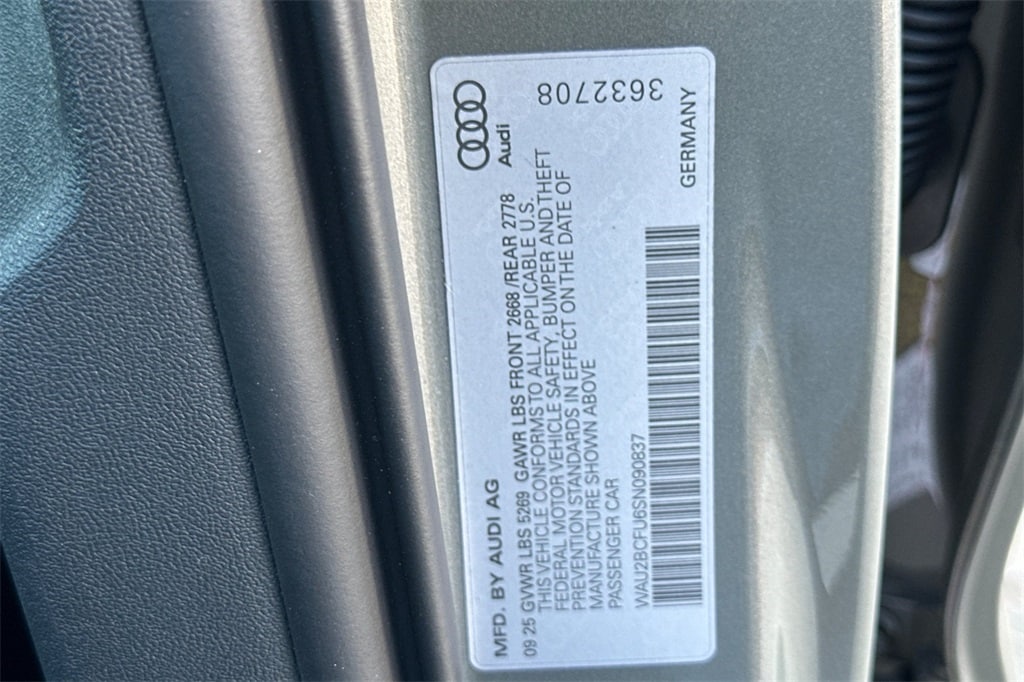 MFD. BY AUDI AG
Audi
09 25 GVWR LBS 5269 GAWR LBS FRONT 2668 /REAR 2778
THIS VEHICLE CONFORMS TO ALL APPLICABLE U.S.
FEDERAL MOTOR VEHICLE SAFETY, BUMPER AND THEFT
PREVENTION STANDARDS IN EFFECT ON THE DATE OF
MANUFACTURE SHOWN ABOVE
PASSENGER CAR
WAU2BCFU6SN090837
GERMANY
3632708